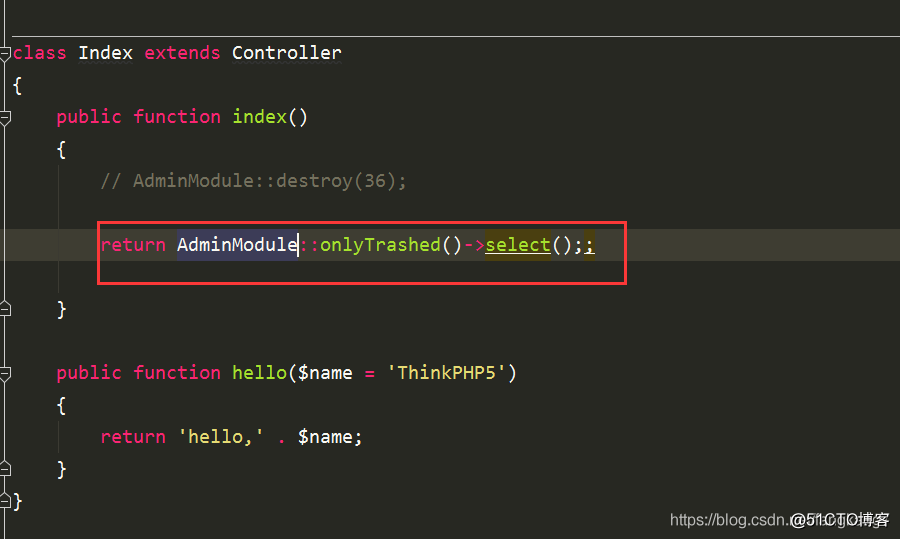 class Index extends Controller
{
public function index()
{
// AdminModule::destroy(36);
return AdminModule::onlyTrashed()->select();;
}
public function hello($name = 'ThinkPHP5')
{
return 'hello,' . $name;
}
}
https://blog.csdn.n @51CTO博客